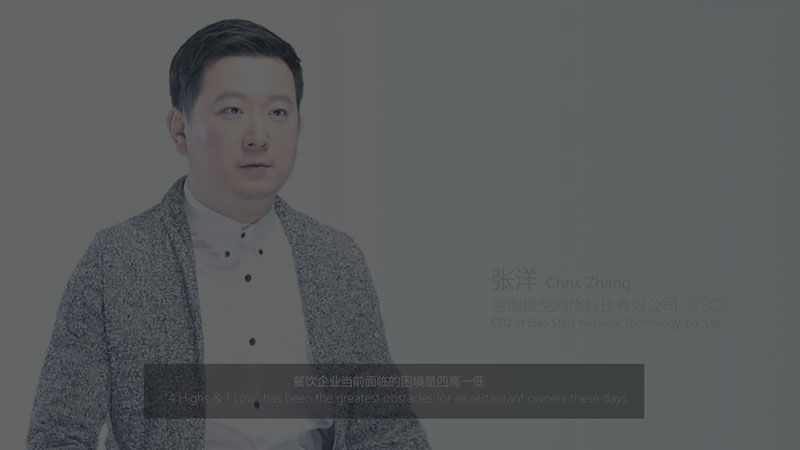 张洋 Chris Zhang
易淘星空网络科技有限公司 CEO
CEO of Etao Stars Network Technology Co.,Ltd
餐饮企业当前面临的困境是四高一低
"4 Highs & 1 Low" has been the greatest obstacles for all restaurant owners these days